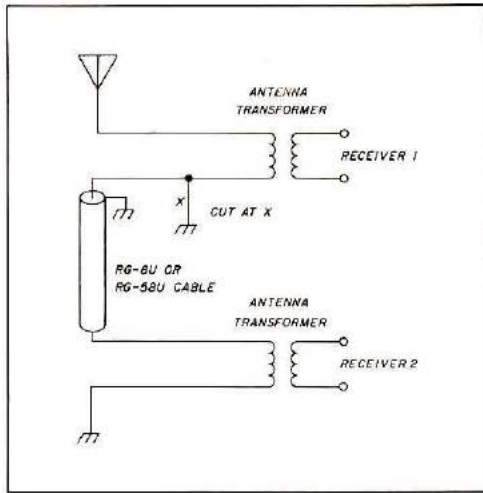 ANTENNA
TRANSFORMER
RECEIVER 1
X
CUT AT X
RG-8U OR
RG-58U CABLE
ANTENNA
TRANSFORMER
RECEIVER 2